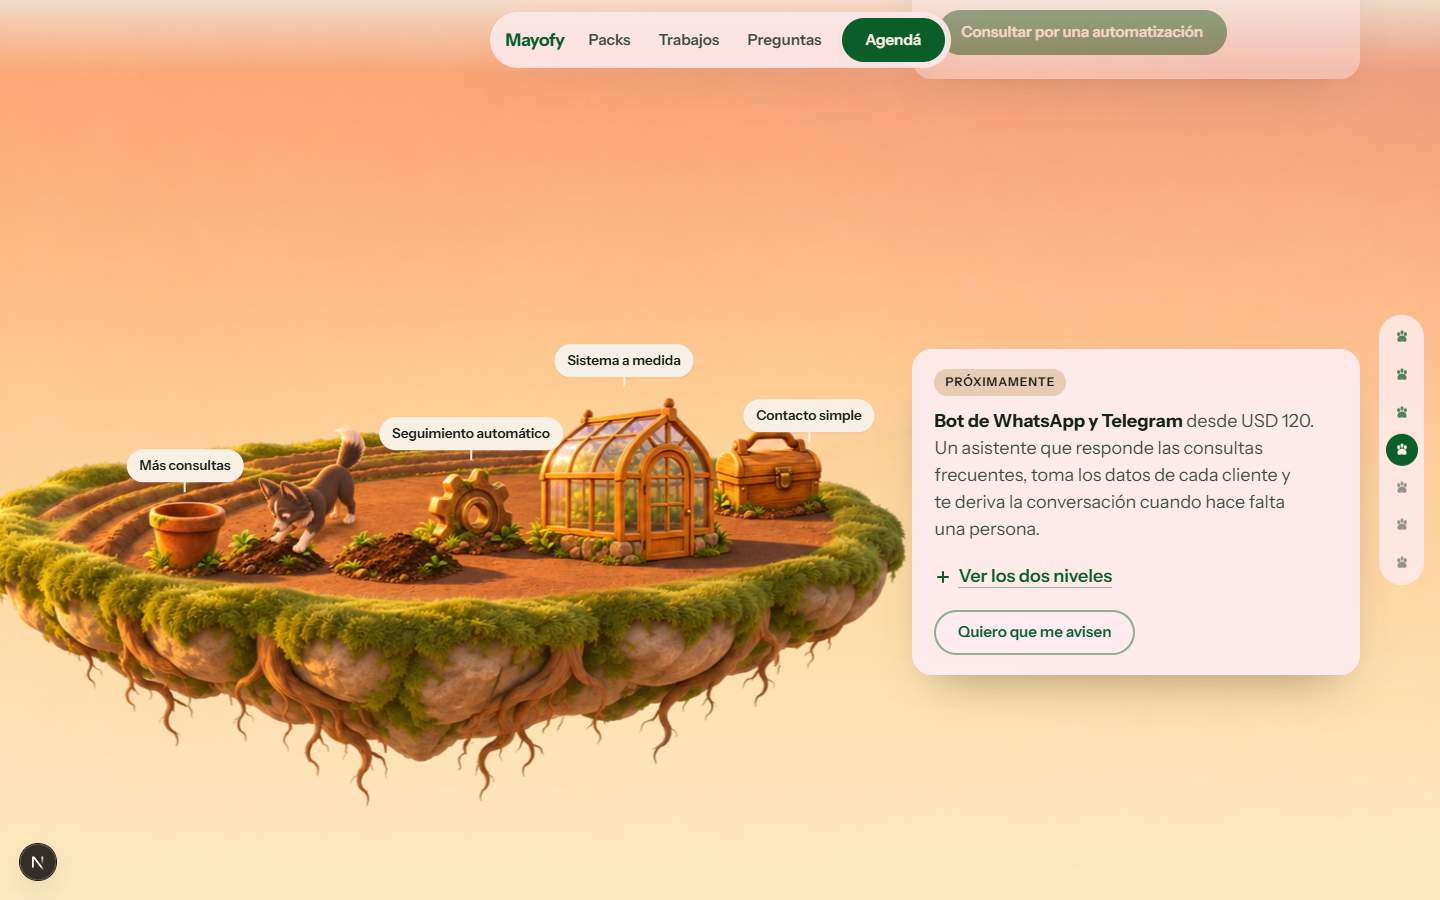 Mayofy
Packs
Trabajos
Preguntas
Agendá
Consultar por una automatización
Sistema a medida
Contacto simple
Seguimiento automático
Más consultas
PRÓXIMAMENTE
Bot de WhatsApp y Telegram desde USD 120.
Un asistente que responde las consultas
frecuentes, toma los datos de cada cliente y
te deriva la conversación cuando hace falta
una persona.
+ Ver los dos niveles
Quiero que me avisen
N